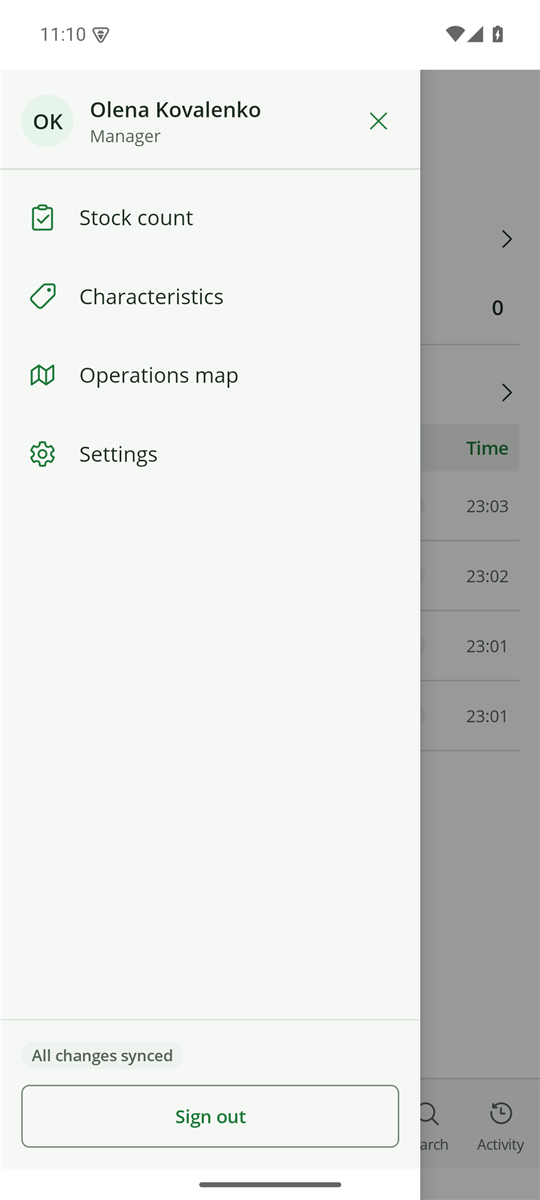 11:10
OK
Olena Kovalenko
Manager
Stock count
0
Characteristics
Operations map
Time
Settings
23:03
23:02
23:01
23:01
All changes synced
Sign out
arch
Activity